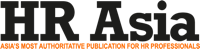 HR Asia
ASIA'S MOST AUTHORITATIVE PUBLICATION FOR HR PROFESSIONALS